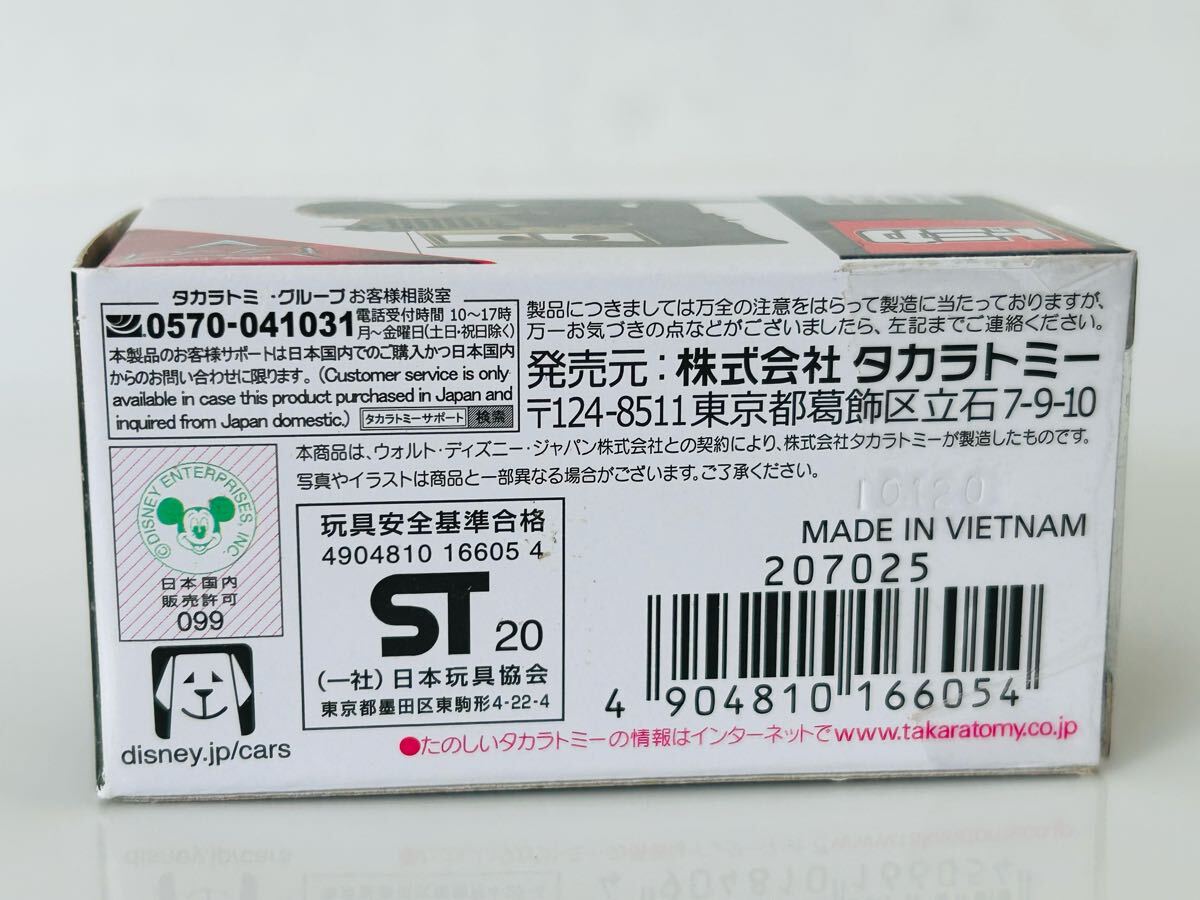 トミカ
タカラトミ ・グループ お客様相談室
0570-041031
電話受付時間 10～17時
月～金曜日(土日・祝日除く)
本製品のお客様サポートは日本国内でのご購入かつ日本国内
からのお問い合わせに限ります。(Customer service is only
available in case this product purchased in Japan and
inquired from Japan domestic.)
タカラトミーサポート 検索
製品につきましては万全の注意をはらって製造に当たっておりますが、
万一お気づきの点などがございましたら、左記までご連絡ください。
発売元:株式会社 タカラトミー
〒124-8511 東京都葛飾区立石 7-9-10
本商品は、ウォルト・ディズニー・ジャパン株式会社との契約により、株式会社タカラトミーが製造したものです。
写真やイラストは商品と一部異なる場合がございます。ご了承ください。
©DISNEY ENTERPRISES, INC.
日本国内
販売許可
099
disney.jp/cars
玩具安全基準合格
4904810 16605 4
ST 20
(一社)日本玩具協会
東京都墨田区東駒形4-22-4
MADE IN VIETNAM
207025
4 904810 166054
●たのしいタカラトミーの情報はインターネットで www.takaratomy.co.jp